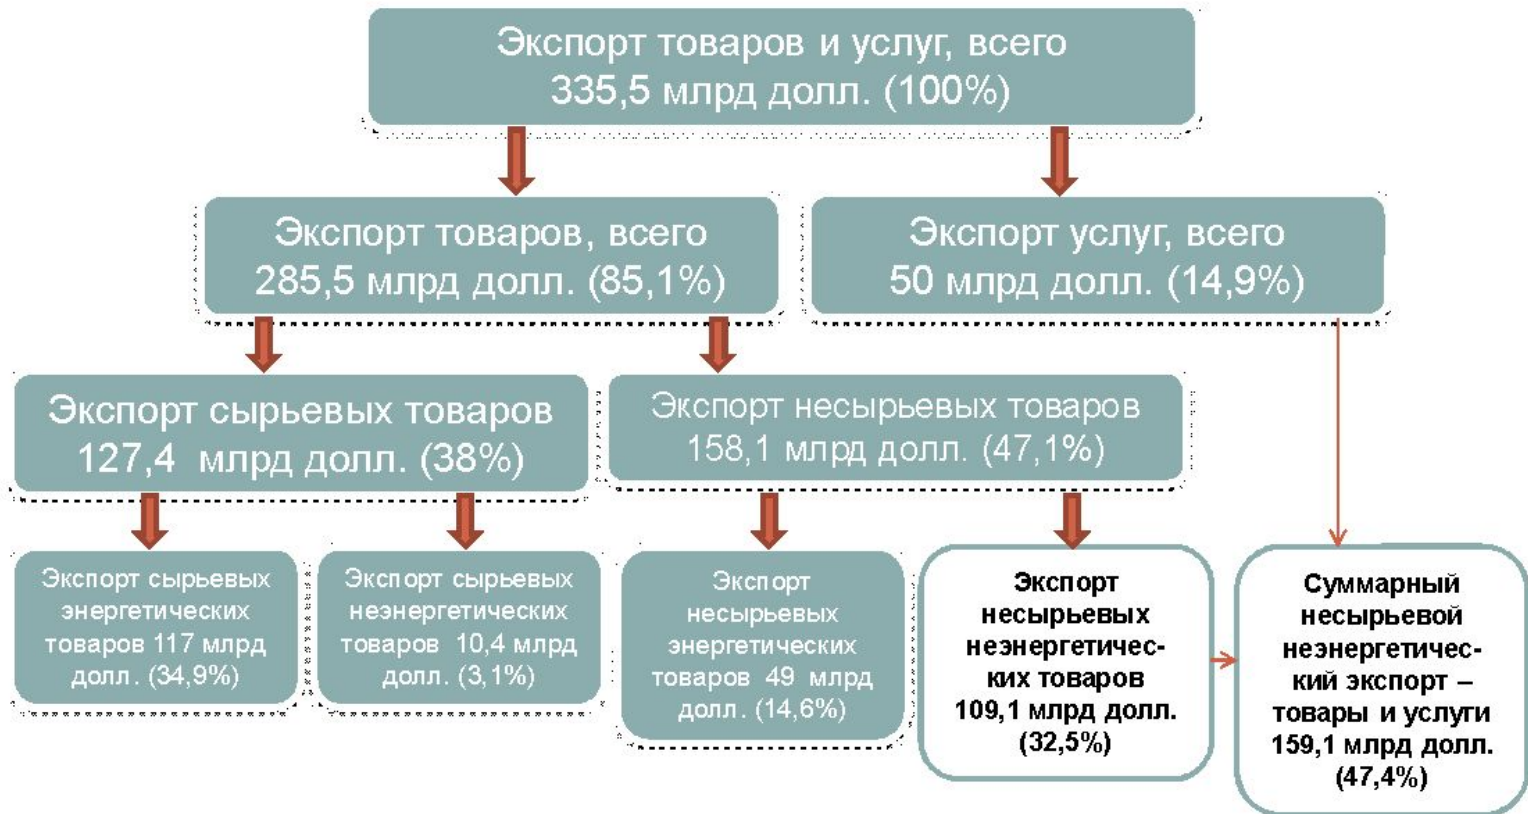 Экспорт товаров и услуг, всего
335,5 млрд долл. (100%)
Экспорт товаров, всего
285,5 млрд долл. (85,1%)
Экспорт услуг, всего
50 млрд долл. (14,9%)
Экспорт сырьевых товаров
127,4 млрд долл. (38%)
Экспорт несырьевых товаров
158,1 млрд долл. (47,1%)
Экспорт сырьевых
энергетических
товаров 117 млрд
долл. (34,9%)
Экспорт сырьевых
неэнергетических
товаров 10,4 млрд
долл. (3,1%)
Экспорт
несырьевых
энергетических
товаров 49 млрд
долл. (14,6%)
Экспорт
несырьевых
неэнергетичес-
ких товаров
109,1 млрд долл.
(32,5%)
Суммарный
несырьевой
неэнергетичес-
кий экспорт –
товары и услуги
159,1 млрд долл.
(47,4%)